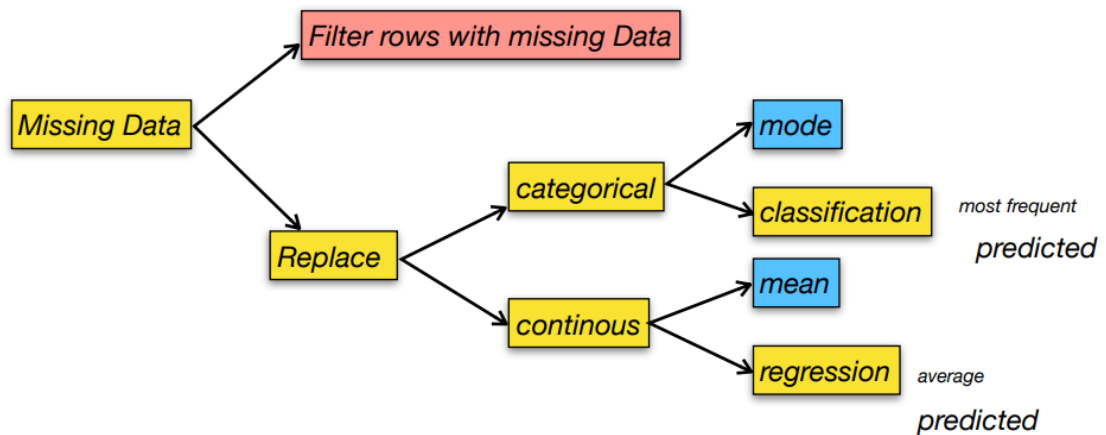 Filter rows with missing Data
Missing Data
mode
categorical
classification
most frequent
predicted
Replace
mean
continous
regression
average
predicted